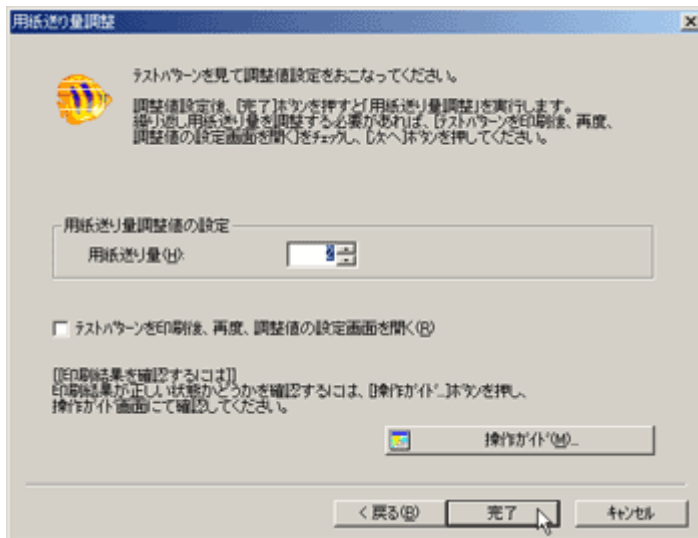 用紙送り量調整
テストパターンを見て調整値設定をおこなってください。
調整値設定後、[完了]ボタンを押すと「用紙送り量調整」を実行します。
繰り返し用紙送り量を調整する必要があれば、[テストパターンを印刷後、再度、
調整値の設定画面を開く]をチェックし、[次へ]ボタンを押してください。
用紙送り量調整値の設定
用紙送り量(H):
テストパターンを印刷後、再度、調整値の設定画面を開く(R)
[[印刷結果を確認するには]]
印刷結果が正しい状態かどうかを確認するには、[操作ガイド...]ボタンを押し、
操作ガイド画面にて確認してください。
操作ガイド(M)...
< 戻る(B)
完了
キャンセル